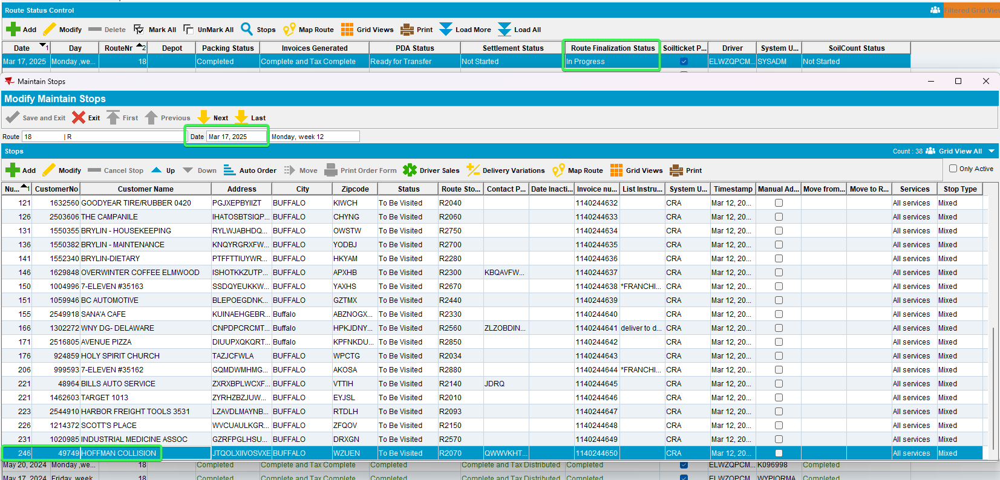 Route Status Control
Filtered Grid View
Add Modify Delete Mark All UnMark All Stops Map Route Grid Views Print Load More Load All
Date 1 Day RouteNr 2 Depot Packing Status Invoices Generated PDA Status Settlement Status Route Finalization Status Soilticket P... Driver System U... SoilCount Status
Mar 17, 2025 Monday ,we... 18 Completed Complete and Tax Complete Ready for Transfer Not Started In Progress ELWZQPCM... SYSADM Not Started
Maintain Stops
Modify Maintain Stops
Save and Exit Exit First Previous Next Last
Route 18 | R Date Mar 17, 2025 Monday, week 12
Stops Count : 38 Grid View All
Add Modify Cancel Stop Up Down Auto Order Move Print Order Form Driver Sales Delivery Variations Map Route Grid Views Print Only Active
Nu... 1 CustomerNo Customer Name Address City Zipcode Status Route Sto... Contact P... Date Inacti... Invoice nu... List Instru... System U... Timestamp Manual Ad... Move from... Move to R... Services Stop Type
121 1632560 GOODYEAR TIRE/RUBBER 0420 PGJXEPBYIIZT BUFFALO KIWCH To Be Visited R2040 1140244632 CRA Mar 12, 20... All services Mixed
126 2503606 THE CAMPANILE IHATOSBTSIQP... BUFFALO CHYNG To Be Visited R2060 1140244633 CRA Mar 12, 20... All services Mixed
131 1550355 BRYLIN - HOUSEKEEPING RYLWJABHDQ... BUFFALO OWSTW To Be Visited R2750 1140244634 CRA Mar 12, 20... All services Mixed
136 1550382 BRYLIN - MAINTENANCE KNQYRGRXFW... BUFFALO YODBJ To Be Visited R2700 1140244635 CRA Mar 12, 20... All services Mixed
141 1552340 BRYLIN-DIETARY PTFFTTIUYWR... BUFFALO HKYAM To Be Visited R2280 1140244636 CRA Mar 12, 20... All services Mixed
146 1629848 OVERWINTER COFFEE ELMWOOD ISHOTKKZUTP... BUFFALO APXHB To Be Visited R2300 KBQAVFW... 1140244637 CRA Mar 12, 20... All services Mixed
150 1004996 7-ELEVEN #35163 SSDQYEUKKW... BUFFALO YAXHS To Be Visited R2670 1140244638 *FRANCHI... CRA Mar 12, 20... All services Mixed
151 1059946 BC AUTOMOTIVE BLEPOEGDNK... BUFFALO GZTMX To Be Visited R2440 1140244639 CRA Mar 12, 20... All services Mixed
155 2549918 SANA'A CAFE KUINAEHGEBR... Buffalo ABZNOGX... To Be Visited R2330 1140244640 CRA Mar 12, 20... All services Mixed
166 1302272 WNY DG- DELAWARE CNPDPCRCMT... Buffalo HPKJDNY... To Be Visited R2560 ZLZOBDIN... 1140244641 deliver to d... CRA Mar 12, 20... All services Mixed
171 2516805 AVENUE PIZZA DIUUPXQKQRT... Buffalo KPFNKDU... To Be Visited R2850 1140244642 CRA Mar 12, 20... All services Mixed
176 924859 HOLY SPIRIT CHURCH TAZJCFWLA BUFFALO WPCTG To Be Visited R2034 1140244643 CRA Mar 12, 20... All services Mixed
206 999593 7-ELEVEN #35162 GQMDWMHMG... BUFFALO AKOSA To Be Visited R2880 1140244644 *FRANCHI... CRA Mar 12, 20... All services Mixed
221 48964 BILLS AUTO SERVICE ZXRXBPLWCXF... BUFFALO VTTIH To Be Visited R2140 JDRQ 1140244645 CRA Mar 12, 20... All services Mixed
221 1462603 TARGET 1013 ZYRHZBZJUW... BUFFALO EYJSL To Be Visited R2010 1140244646 CRA Mar 12, 20... All services Mixed
223 2544910 HARBOR FREIGHT TOOLS 3531 LZAVDLMAYNB... BUFFALO RTDLH To Be Visited R2093 1140244647 CRA Mar 12, 20... All services Mixed
226 1214372 SCOTT'S PLACE WVCUAULKGR... BUFFALO ZFQOV To Be Visited R2150 1140244648 CRA Mar 12, 20... All services Mixed
231 1020985 INDUSTRIAL MEDICINE ASSOC GZRFPGLHSU... BUFFALO DRXGN To Be Visited R2570 1140244649 CRA Mar 12, 20... All services Mixed
246 49749 HOFFMAN COLLISION JTQOLXIIVOSVXE BUFFALO WZUEN To Be Visited R2070 QWWVKHT... 1140244650 CRA Mar 12, 20... All services Mixed
May 20, 2024 Monday ,we... 18 Completed Complete and Tax Complete Completed Complete and Tax Distributed Completed ELWZQPCM... K096998 Completed
May 17, 2024 Friday, week 18 Completed Complete and Tax Complete Completed Complete and Tax Distributed Completed ELWZQPCM... WYPIORMA Completed